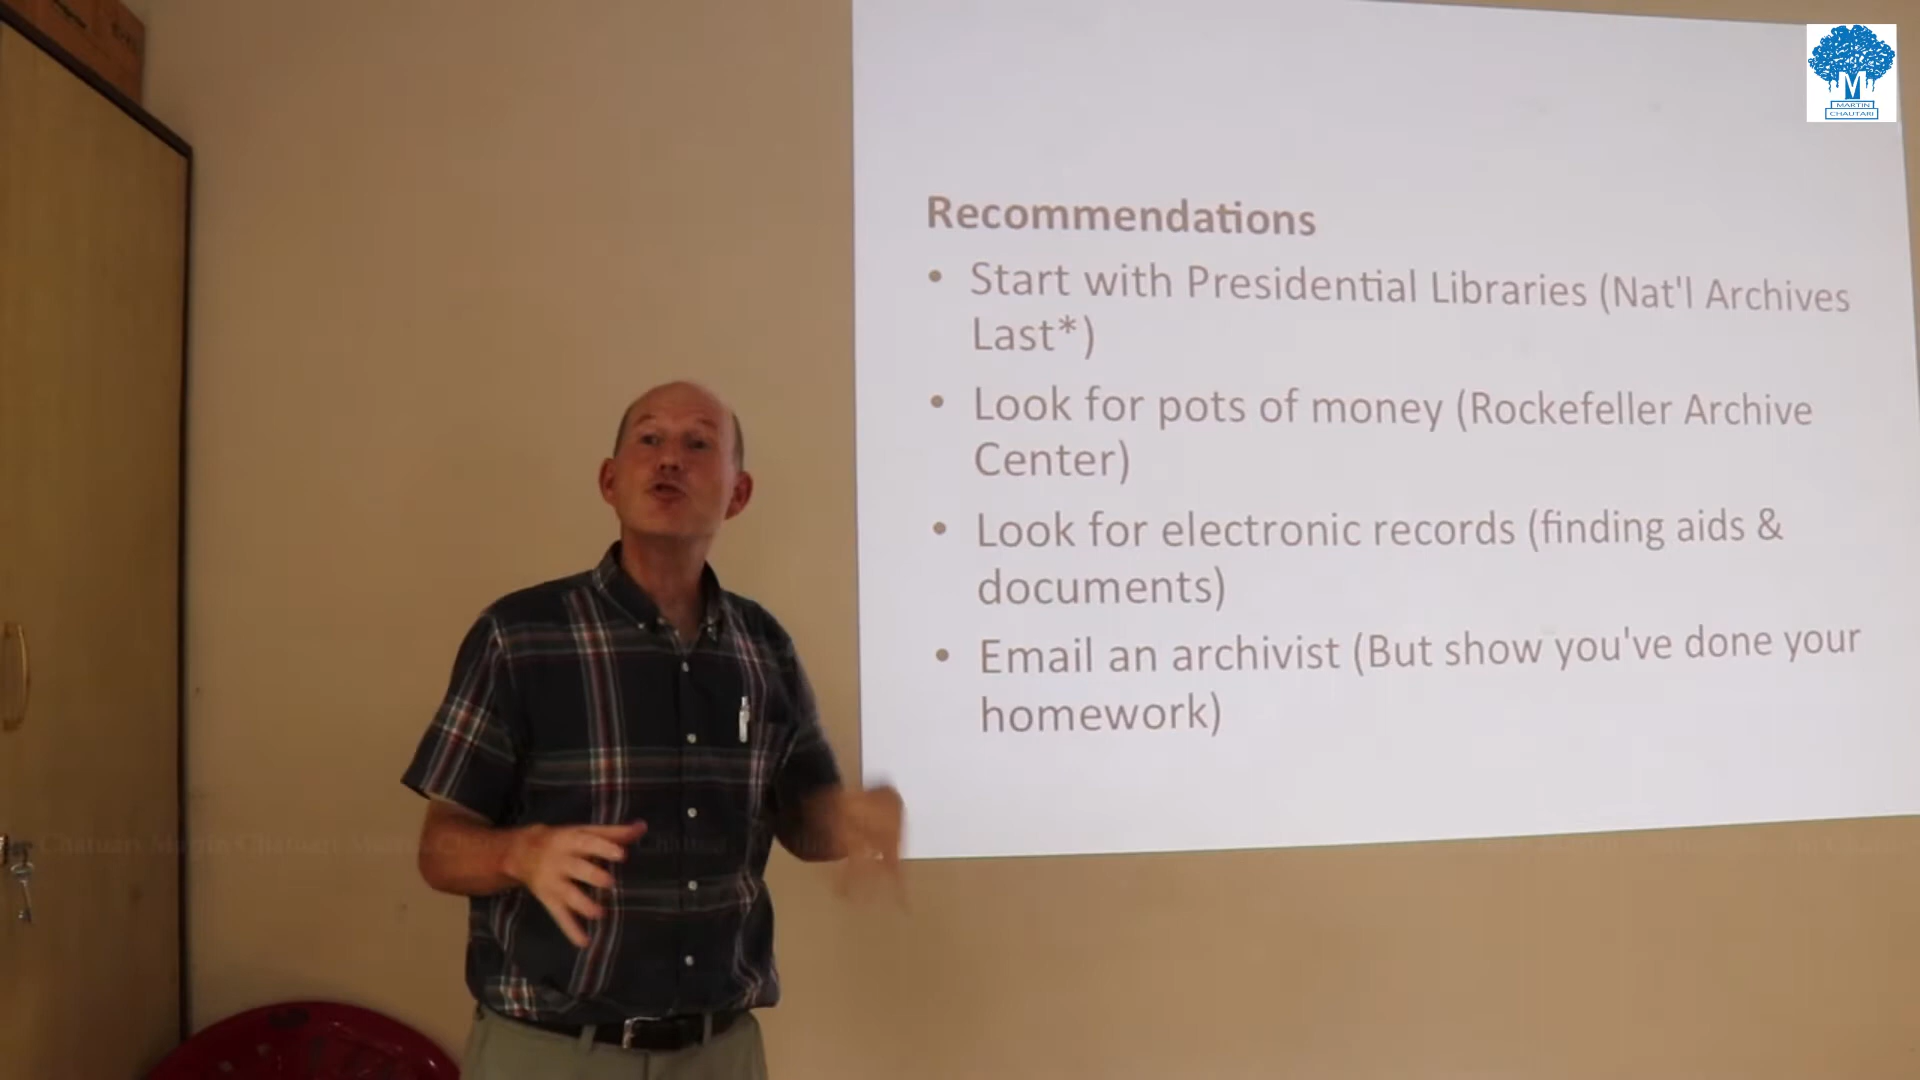 M
MARTIN
CHAUTARI
Recommendations
• Start with Presidential Libraries (Nat'l Archives
Last*)
• Look for pots of money (Rockefeller Archive
Center)
• Look for electronic records (finding aids &
documents)
• Email an archivist (But show you've done your
homework)